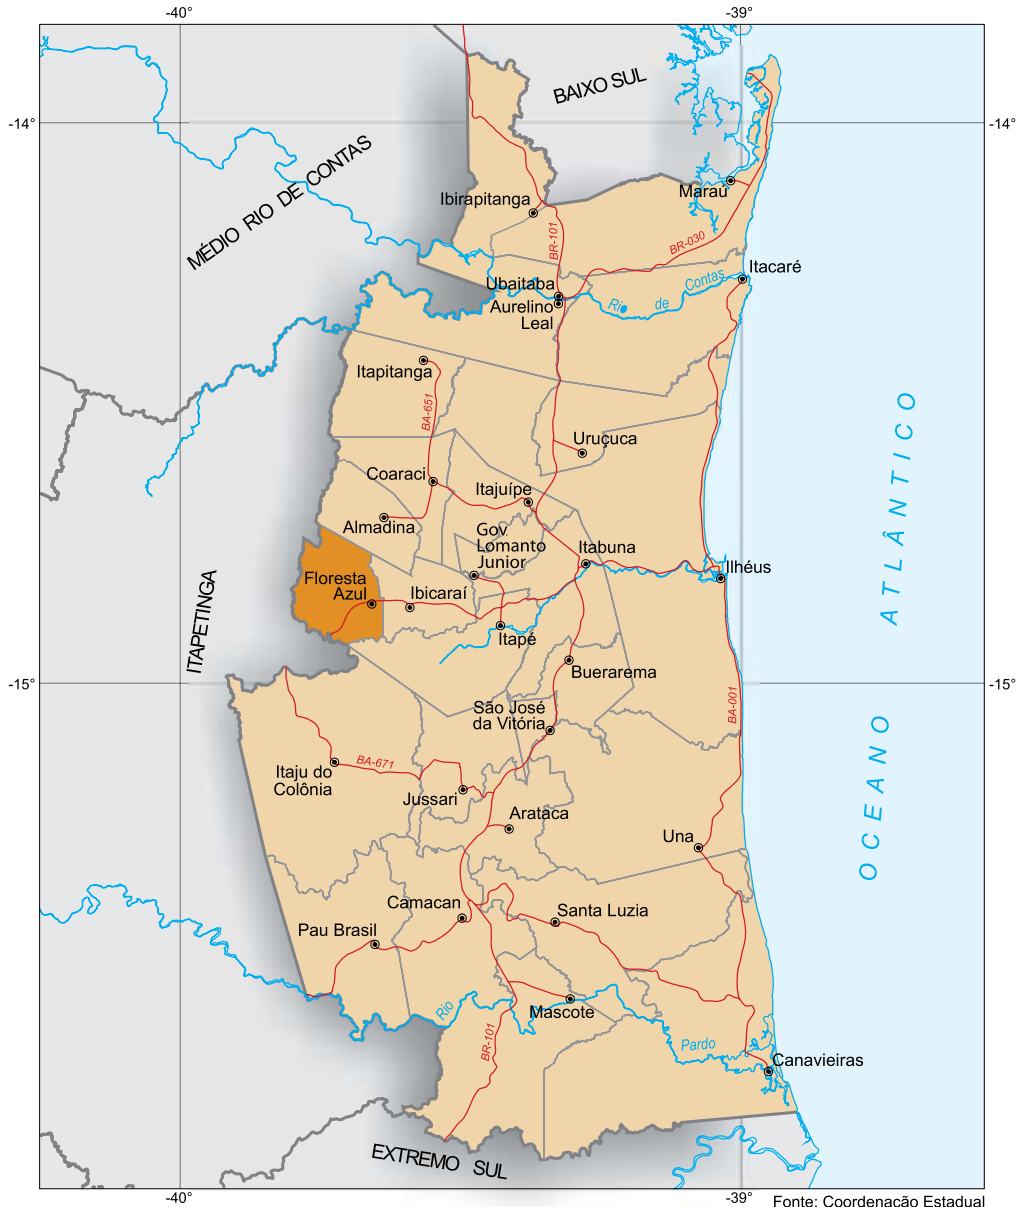 -40°
-39°
BAIXO SUL
-14°
-14°
MÉDIO RIO DE CONTAS
Maraú
Ibirapitanga
BR-101
BR-030
Itacaré
Ubaitaba
Contas
Aurelino
Leal
Rio
de
Itapitanga
BA-651
ATLÂNTICO
Uruçuca
Coaraci
Itajuípe
Almadina
Gov.
Lomanto
Junior
Itabuna
Ilhéus
Floresta
Azul
Ibicaraí
ITAPETINGA
Itapé
Buerarema
-15°
-15°
BA-001
São José
da Vitória
OCEANO
BA-671
Itaju do
Colônia
Jussari
Arataca
Una
Camacan
Santa Luzia
Pau Brasil
Rio
Mascote
BR-101
Pardo
Canavieiras
EXTREMO SUL
-40°
-39°
Fonte: Coordenação Estadual